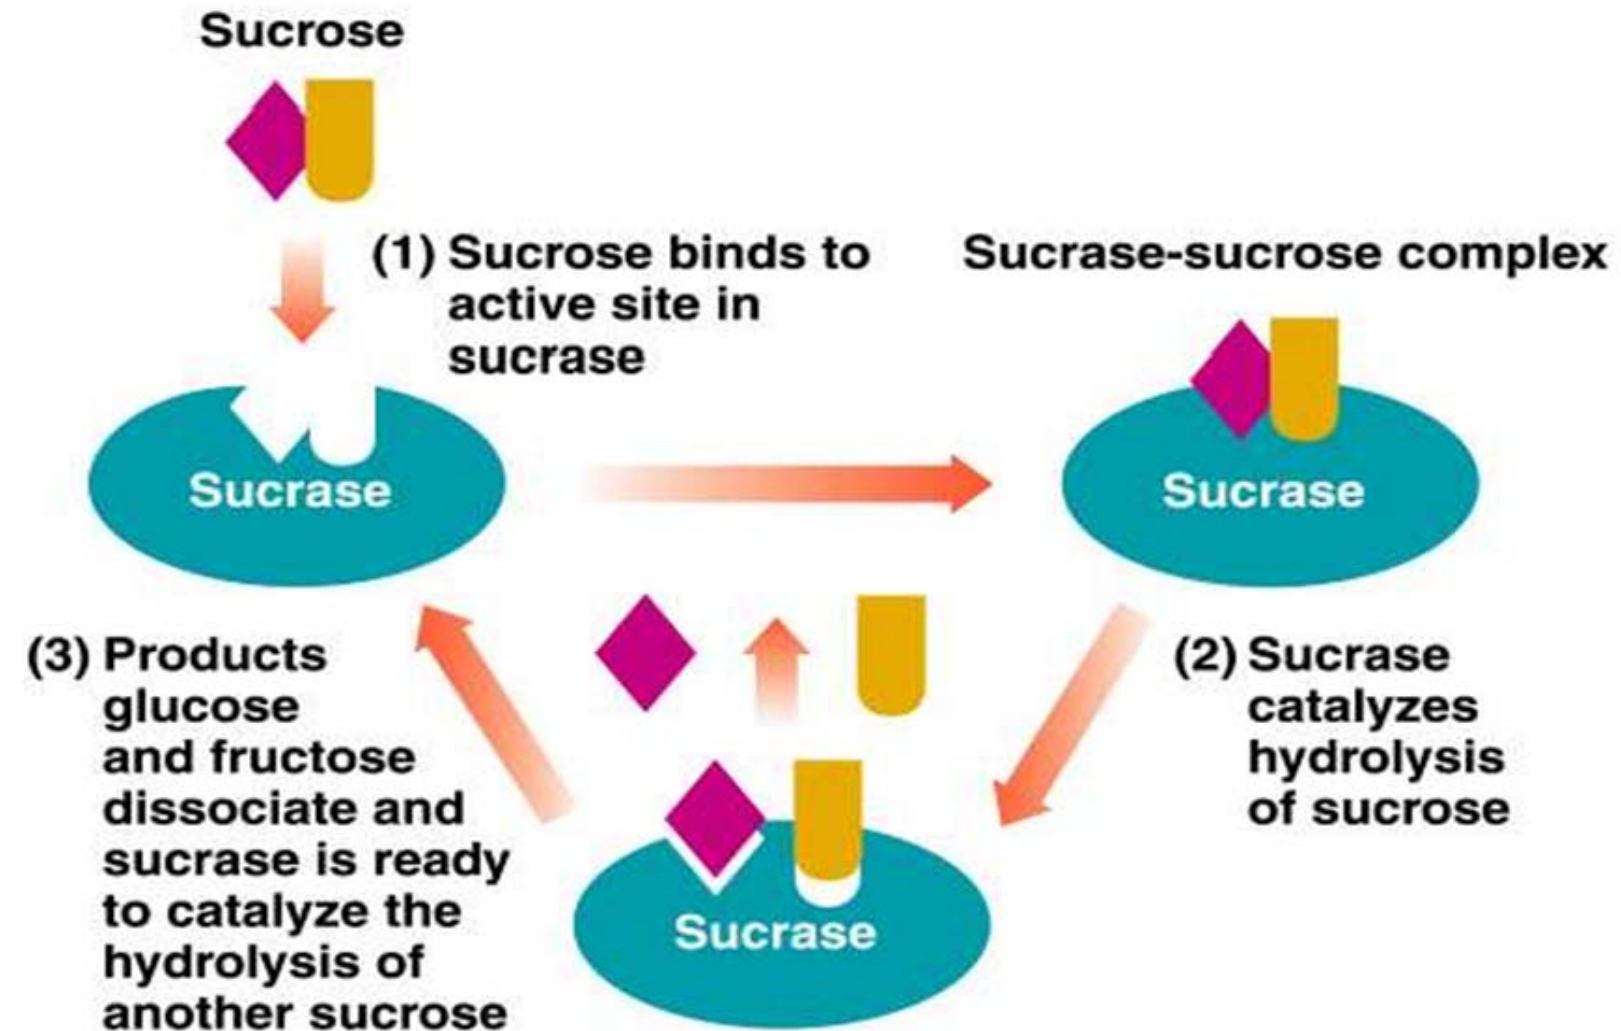 Sucrose
(1) Sucrose binds to
active site in
sucrase
Sucrase-sucrose complex
Sucrase
Sucrase
(3) Products
glucose
and fructose
dissociate and
sucrase is ready
to catalyze the
hydrolysis of
another sucrose
(2) Sucrase
catalyzes
hydrolysis
of sucrose
Sucrase